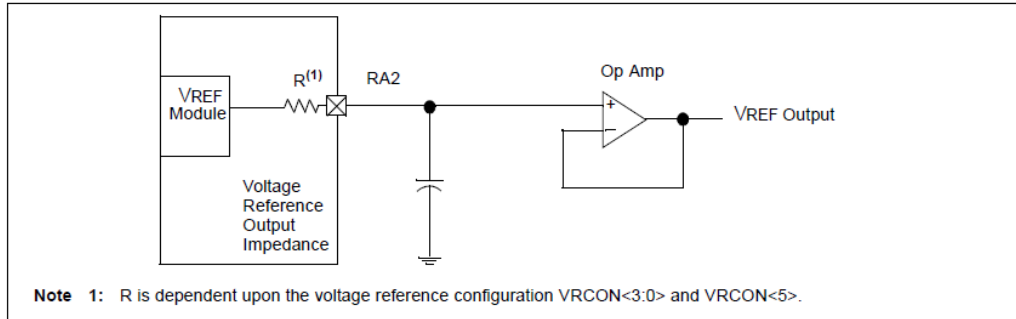 R(1)
RA2
Op Amp
VREF
Module
+
−
VREF Output
Voltage
Reference
Output
Impedance
Note 1: R is dependent upon the voltage reference configuration VRCON<3:0> and VRCON<5>.